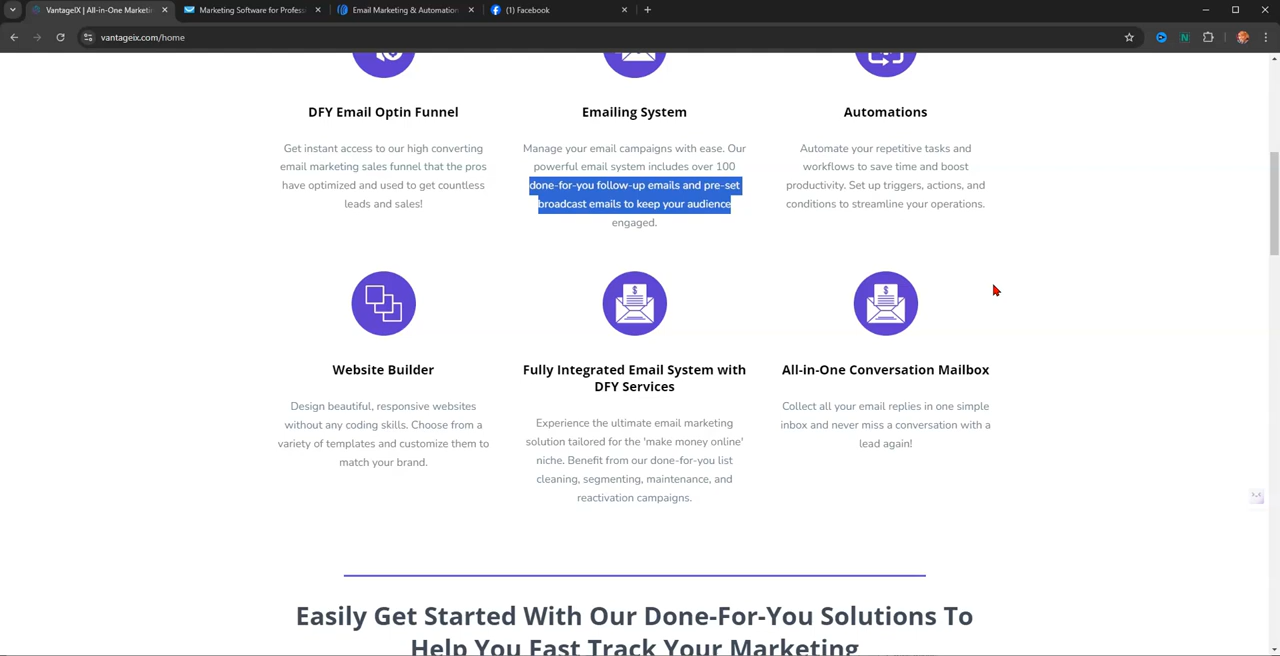 VantageIX | All-in-One Marketi
Marketing Software for Profess
Email Marketing & Automation
(1) Facebook
vantageix.com/home
DFY Email Optin Funnel
Get instant access to our high converting
email marketing sales funnel that the pros
have optimized and used to get countless
leads and sales!
Emailing System
Manage your email campaigns with ease. Our
powerful email system includes over 100
done-for-you follow-up emails and pre-set
broadcast emails to keep your audience
engaged.
Automations
Automate your repetitive tasks and
workflows to save time and boost
productivity. Set up triggers, actions, and
conditions to streamline your operations.
Website Builder
Design beautiful, responsive websites
without any coding skills. Choose from a
variety of templates and customize them to
match your brand.
Fully Integrated Email System with
DFY Services
Experience the ultimate email marketing
solution tailored for the 'make money online'
niche. Benefit from our done-for-you list
cleaning, segmenting, maintenance, and
reactivation campaigns.
All-in-One Conversation Mailbox
Collect all your email replies in one simple
inbox and never miss a conversation with a
lead again!
Easily Get Started With Our Done-For-You Solutions To
Help You Fast Track Your Marketing